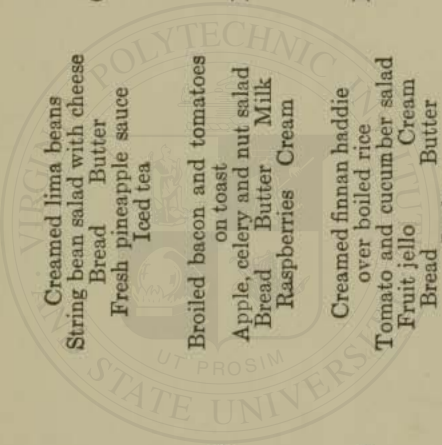 Creamed lima beans
String bean salad with cheese
Bread Butter
Fresh pineapple sauce
Iced tea
Broiled bacon and tomatoes
on toast
Apple, celery and nut salad
Bread Butter Milk
Raspberries Cream
Creamed finnan haddie
over boiled rice
Tomato and cucumber salad
Fruit jello Cream
Bread Butter
UT PROSIM